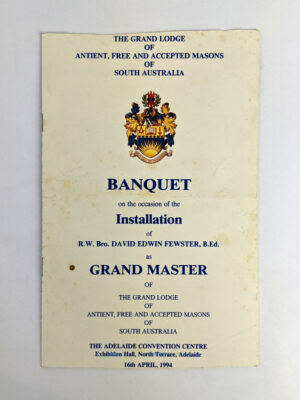 THE GRAND LODGE
OF
ANTIENT, FREE AND ACCEPTED MASONS
OF
SOUTH AUSTRALIA
BANQUET
on the occasion of the
Installation
of
R.W. Bro. DAVID EDWIN FEWSTER, B.Ed.
as
GRAND MASTER
OF
THE GRAND LODGE
OF
ANTIENT, FREE AND ACCEPTED MASONS
OF
SOUTH AUSTRALIA
THE ADELAIDE CONVENTION CENTRE
Exhibition Hall, North Terrace, Adelaide
16th APRIL, 1994